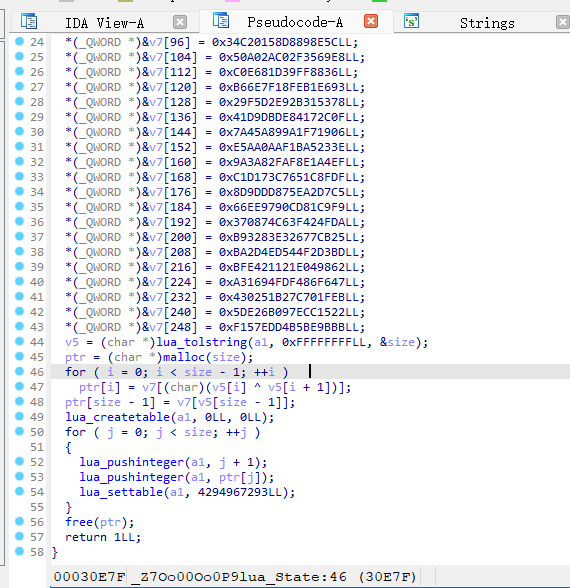 IDA View-A Pseudocode-A Strings
24 *(_QWORD *)&v7[96] = 0x34C20158D8898E5CLL;
25 *(_QWORD *)&v7[104] = 0x50A02AC02F3569E8LL;
26 *(_QWORD *)&v7[112] = 0xC0E681D39FF8836LL;
27 *(_QWORD *)&v7[120] = 0xB66E7F18FEB1E693LL;
28 *(_QWORD *)&v7[128] = 0x29F5D2E92B315378LL;
29 *(_QWORD *)&v7[136] = 0x41D9DBDE84172C0FLL;
30 *(_QWORD *)&v7[144] = 0x7A45A899A1F71906LL;
31 *(_QWORD *)&v7[152] = 0xE5AA0AAF1BA5233ELL;
32 *(_QWORD *)&v7[160] = 0x9A3A82FAF8E1A4EFLL;
33 *(_QWORD *)&v7[168] = 0xC1D173C7651C8FDFLL;
34 *(_QWORD *)&v7[176] = 0x8D9DDD875EA2D7C5LL;
35 *(_QWORD *)&v7[184] = 0x66EE9790CD81C9F9LL;
36 *(_QWORD *)&v7[192] = 0x370874C63F424FDALL;
37 *(_QWORD *)&v7[200] = 0xB93283E32677CB25LL;
38 *(_QWORD *)&v7[208] = 0xBA2D4ED544F2D3BDLL;
39 *(_QWORD *)&v7[216] = 0xBFE421121E049862LL;
40 *(_QWORD *)&v7[224] = 0xA31694FDF486F647LL;
41 *(_QWORD *)&v7[232] = 0x430251B27C701FEBLL;
42 *(_QWORD *)&v7[240] = 0x5DE26B097ECC1522LL;
43 *(_QWORD *)&v7[248] = 0xF157EDD4B5BE9BBBLL;
44 v5 = (char *)lua_tolstring(a1, 0xFFFFFFFFLL, &size);
45 ptr = (char *)malloc(size);
46 for ( i = 0; i < size - 1; ++i )
47 ptr[i] = v7[(char)(v5[i] ^ v5[i + 1])];
48 ptr[size - 1] = v7[v5[size - 1]];
49 lua_createtable(a1, 0LL, 0LL);
50 for ( j = 0; j < size; ++j )
51 {
52 lua_pushinteger(a1, j + 1);
53 lua_pushinteger(a1, ptr[j]);
54 lua_settable(a1, 4294967293LL);
55 }
56 free(ptr);
57 return 1LL;
58 }
00030E7F _Z7Oo00Oo0P9lua_State:46 (30E7F)